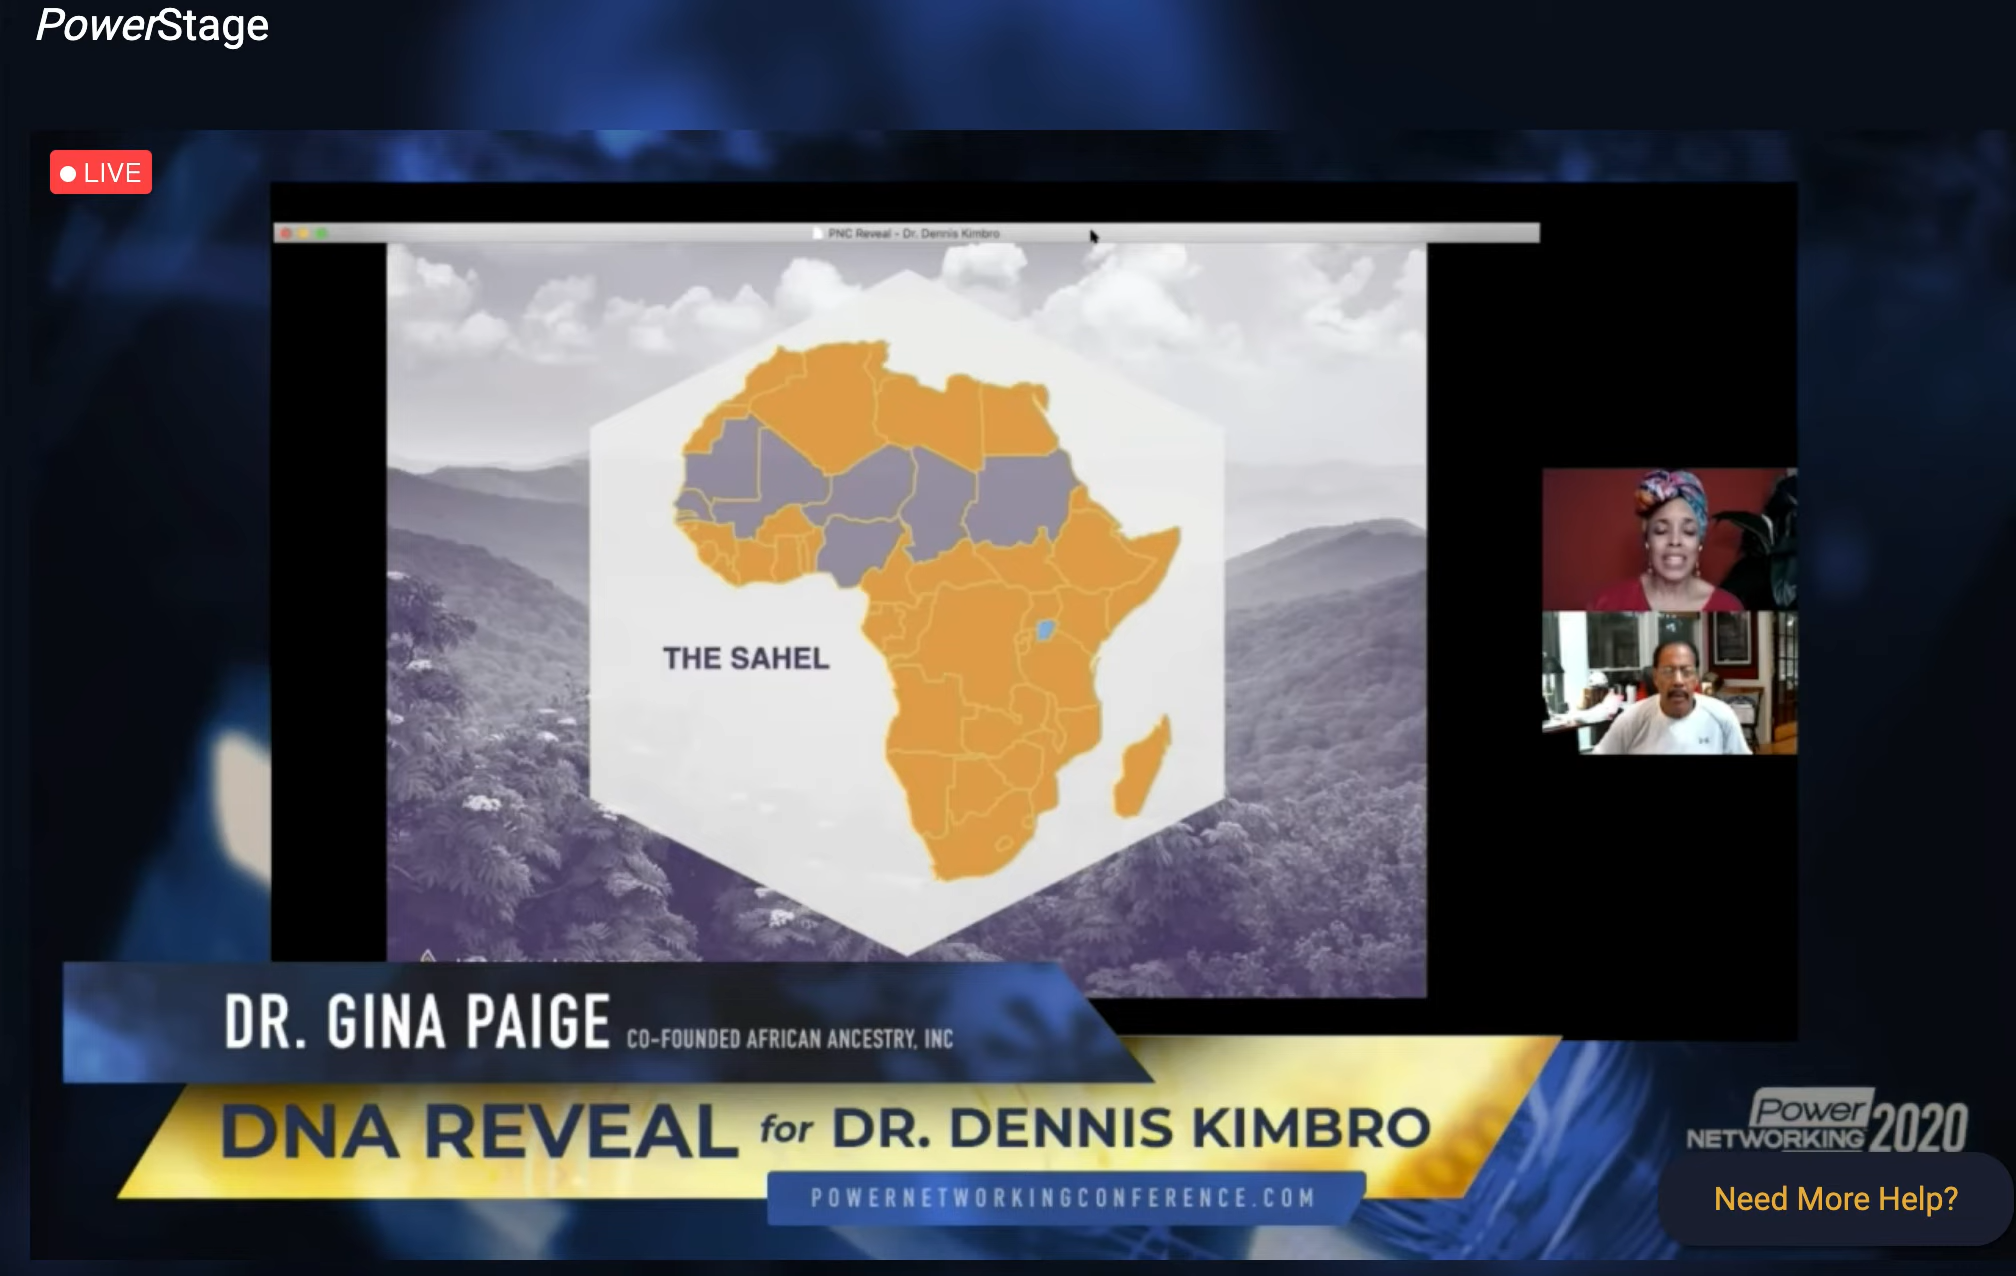 PowerStage
LIVE
PNC Reveal - Dr. Dennis Kimbro
THE SAHEL
DR. GINA PAIGE CO-FOUNDED AFRICAN ANCESTRY, INC
DNA REVEAL for DR. DENNIS KIMBRO
POWERNETWORKINGCONFERENCE.COM
Power
NETWORKING 2020
Need More Help?